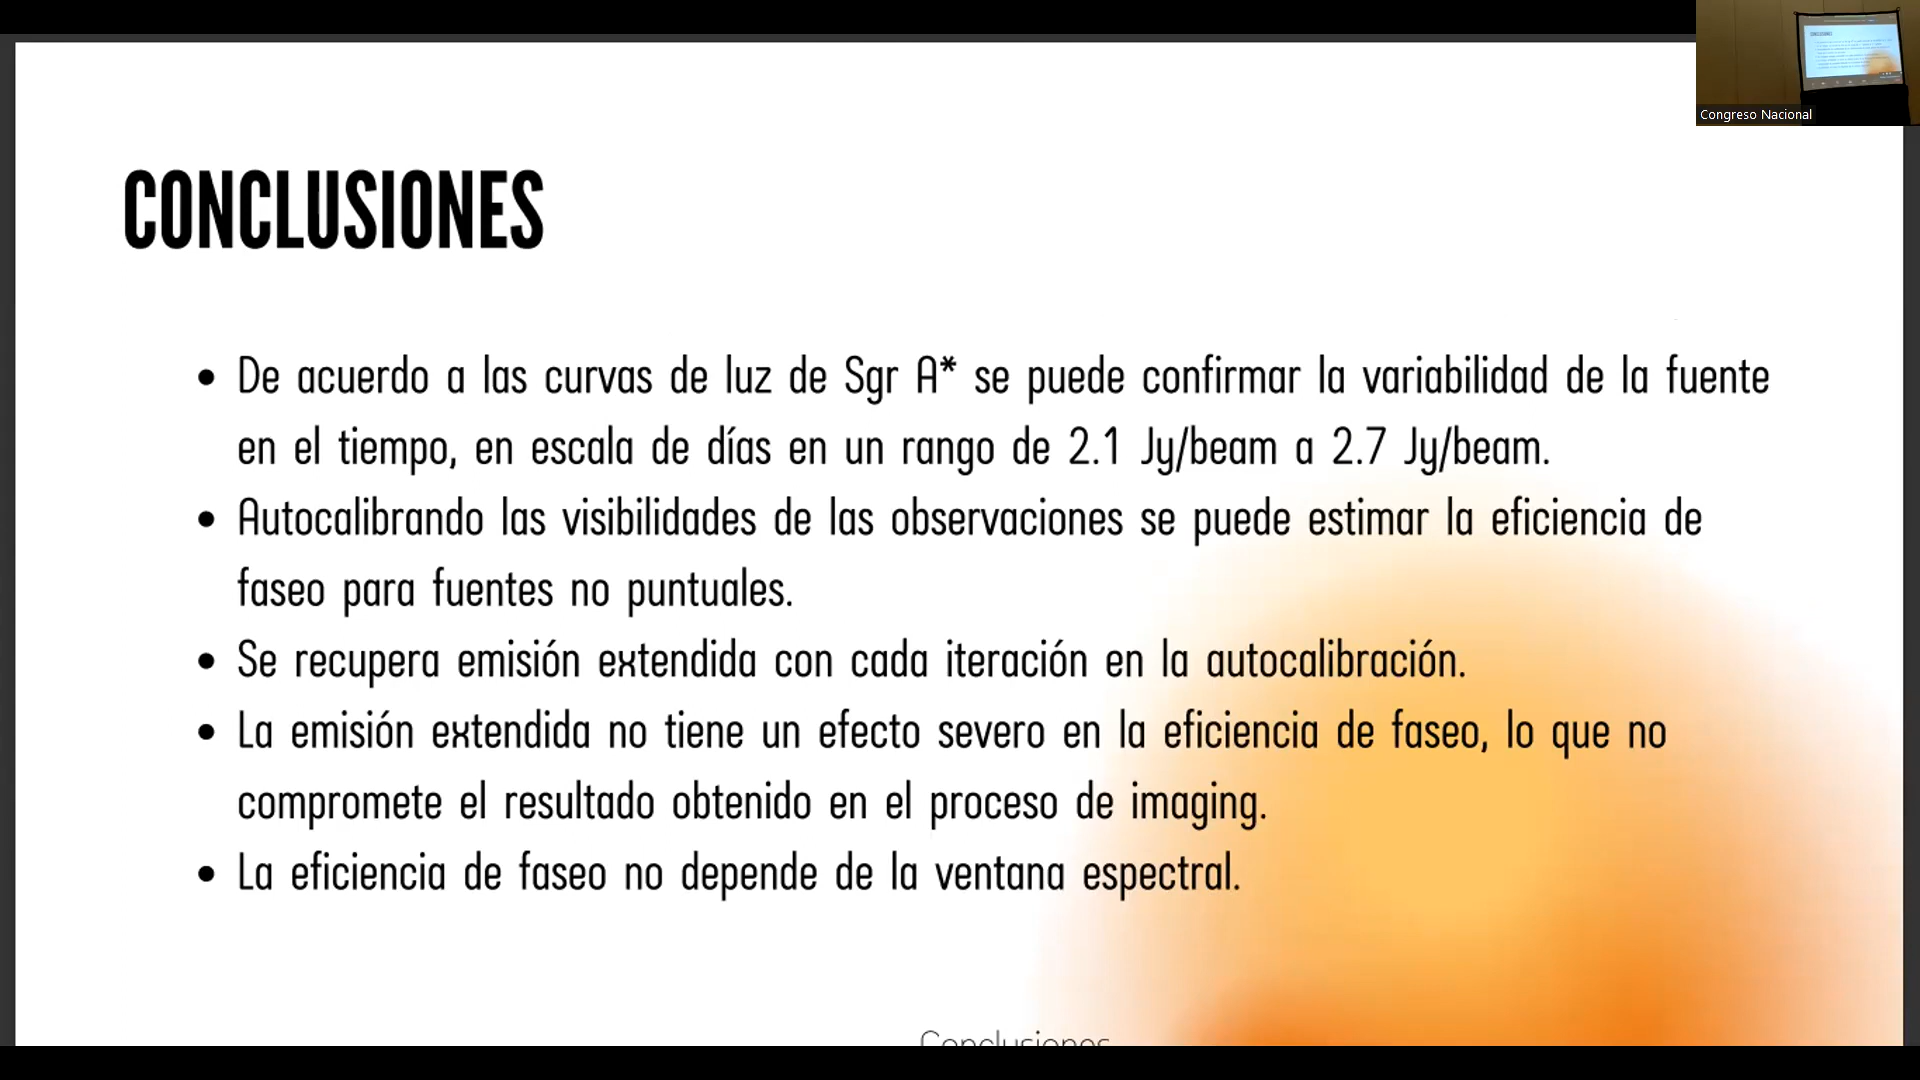 Congreso Nacional
CONCLUSIONES
• De acuerdo a las curvas de luz de Sgr A* se puede confirmar la variabilidad de la fuente
en el tiempo, en escala de días en un rango de 2.1 Jy/beam a 2.7 Jy/beam.
• Autocalibrando las visibilidades de las observaciones se puede estimar la eficiencia de
faseo para fuentes no puntuales.
• Se recupera emisión extendida con cada iteración en la autocalibración.
• La emisión extendida no tiene un efecto severo en la eficiencia de faseo, lo que no
compromete el resultado obtenido en el proceso de imaging.
• La eficiencia de faseo no depende de la ventana espectral.
Conclusiones